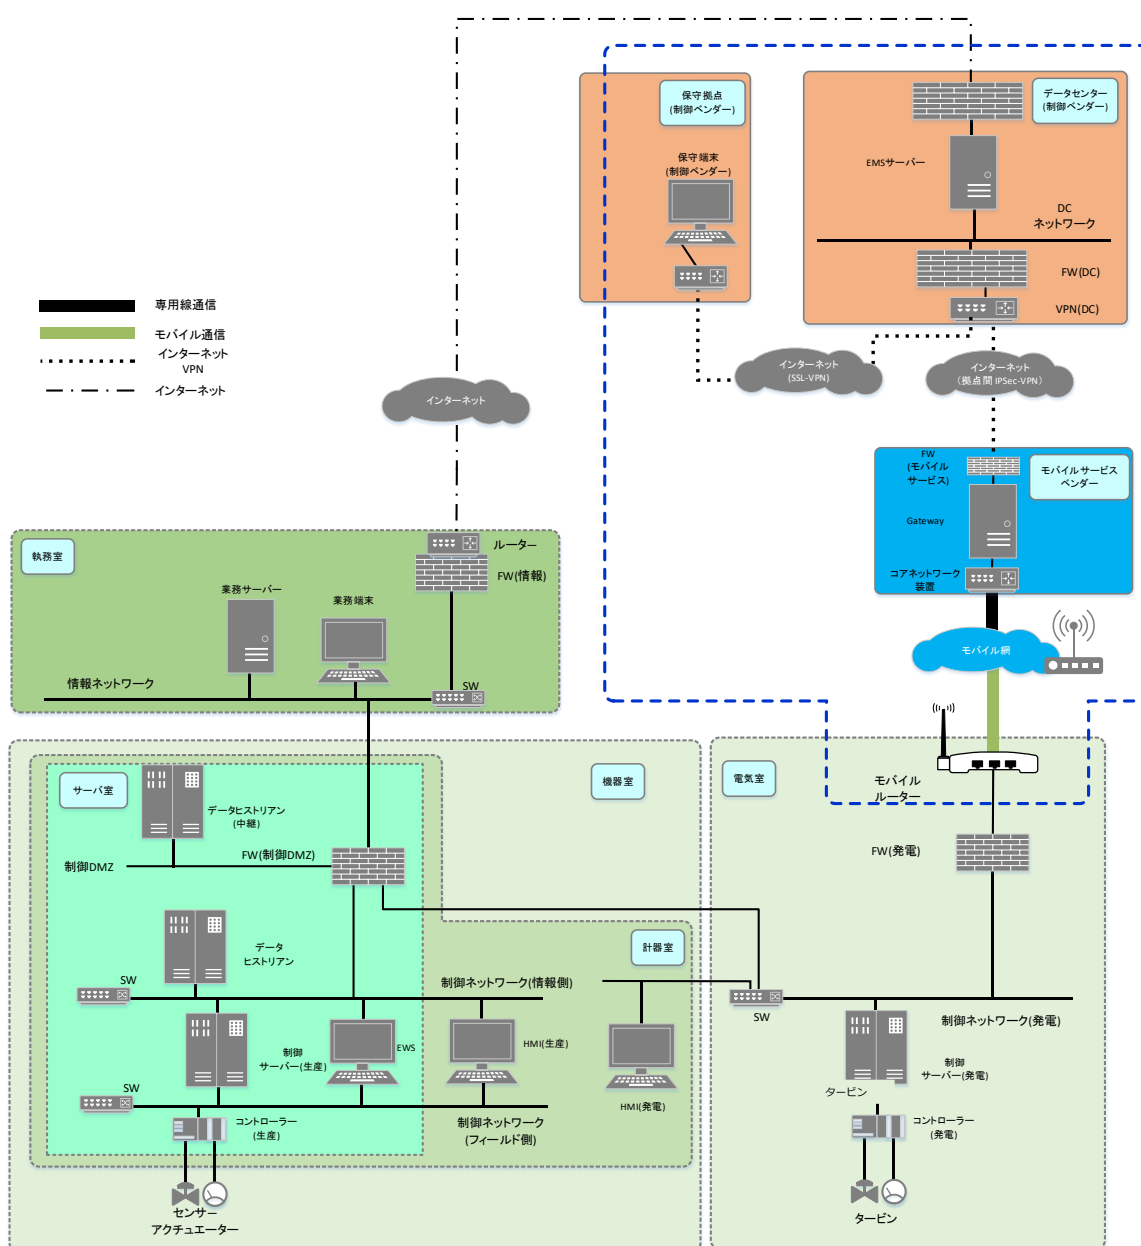 保守拠点
(制御ベンダー)
保守端末
(制御ベンダー)
データセンター
(制御ベンダー)
EMSサーバー
DC
ネットワーク
FW(DC)
VPN(DC)
専用線通信
モバイル通信
インターネット
VPN
インターネット
インターネット
インターネット
(SSL-VPN)
インターネット
(拠点間 IPSec-VPN)
FW
(モバイル
サービス)
モバイルサービス
ベンダー
Gateway
コアネットワーク
装置
モバイル網
執務室
ルーター
FW(情報)
業務サーバー
業務端末
情報ネットワーク
SW
サーバ室
データヒストリアン
(中継)
機器室
制御DMZ
FW(制御DMZ)
計器室
データ
ヒストリアン
SW
制御ネットワーク(情報側)
制御
サーバー(生産)
EWS
HMI(生産)
HMI(発電)
SW
コントローラー
(生産)
制御ネットワーク
(フィールド側)
センサー
アクチュエーター
電気室
モバイル
ルーター
FW(発電)
SW
制御ネットワーク(発電)
制御
サーバー(発電)
タービン
コントローラー
(発電)
タービン